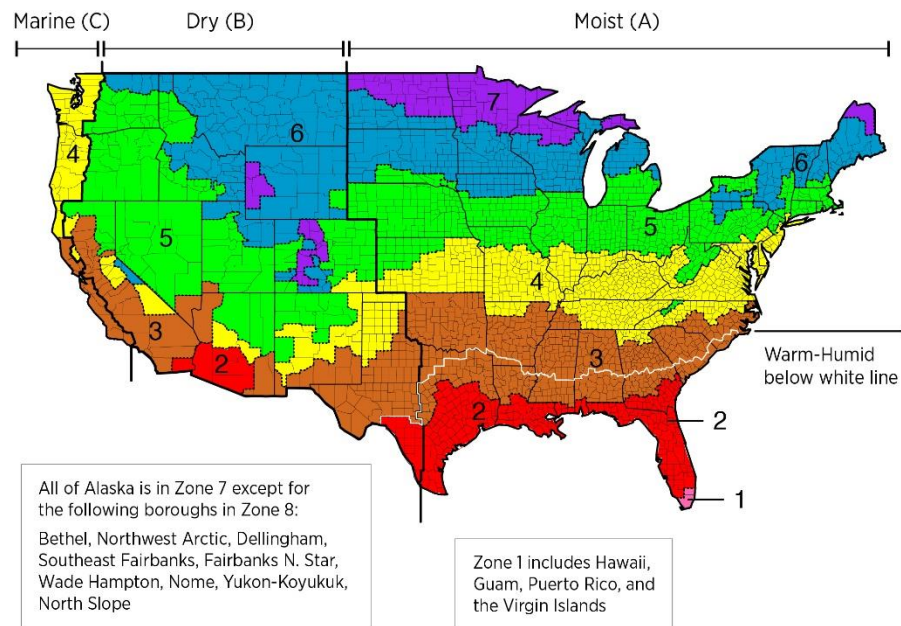 Marine (C)
Dry (B)
Moist (A)
7
6
4
6
5
5
4
3
3
Warm-Humid
below white line
2
2
2
1
All of Alaska is in Zone 7 except for
the following boroughs in Zone 8:
Bethel, Northwest Arctic, Dellingham,
Southeast Fairbanks, Fairbanks N. Star,
Wade Hampton, Nome, Yukon-Koyukuk,
North Slope
Zone 1 includes Hawaii,
Guam, Puerto Rico, and
the Virgin Islands